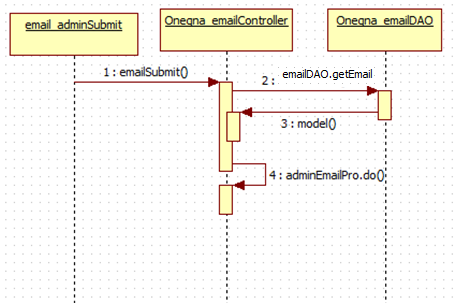 email_adminSubmit
Onegna_emailController
Onegna_emailDAO
1 : emailSubmit()
2 : emailDAO.getEmail
3 : model()
4 : adminEmailPro.do()